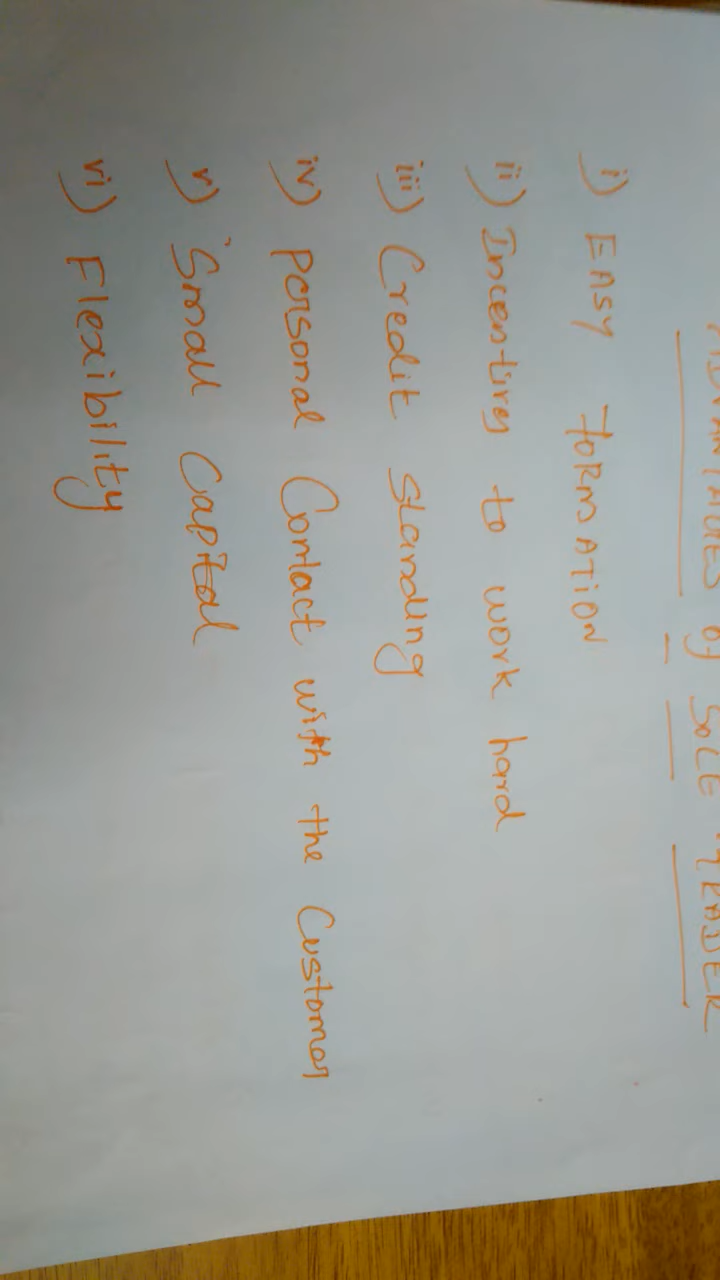 ADVANTAGES of SOLE TRADER
i) EASY FORMATION
ii) Incentives to work hard
iii) Credit standing
iv) Personal Contact with the Customer
v) Small Capital
vi) Flexibility